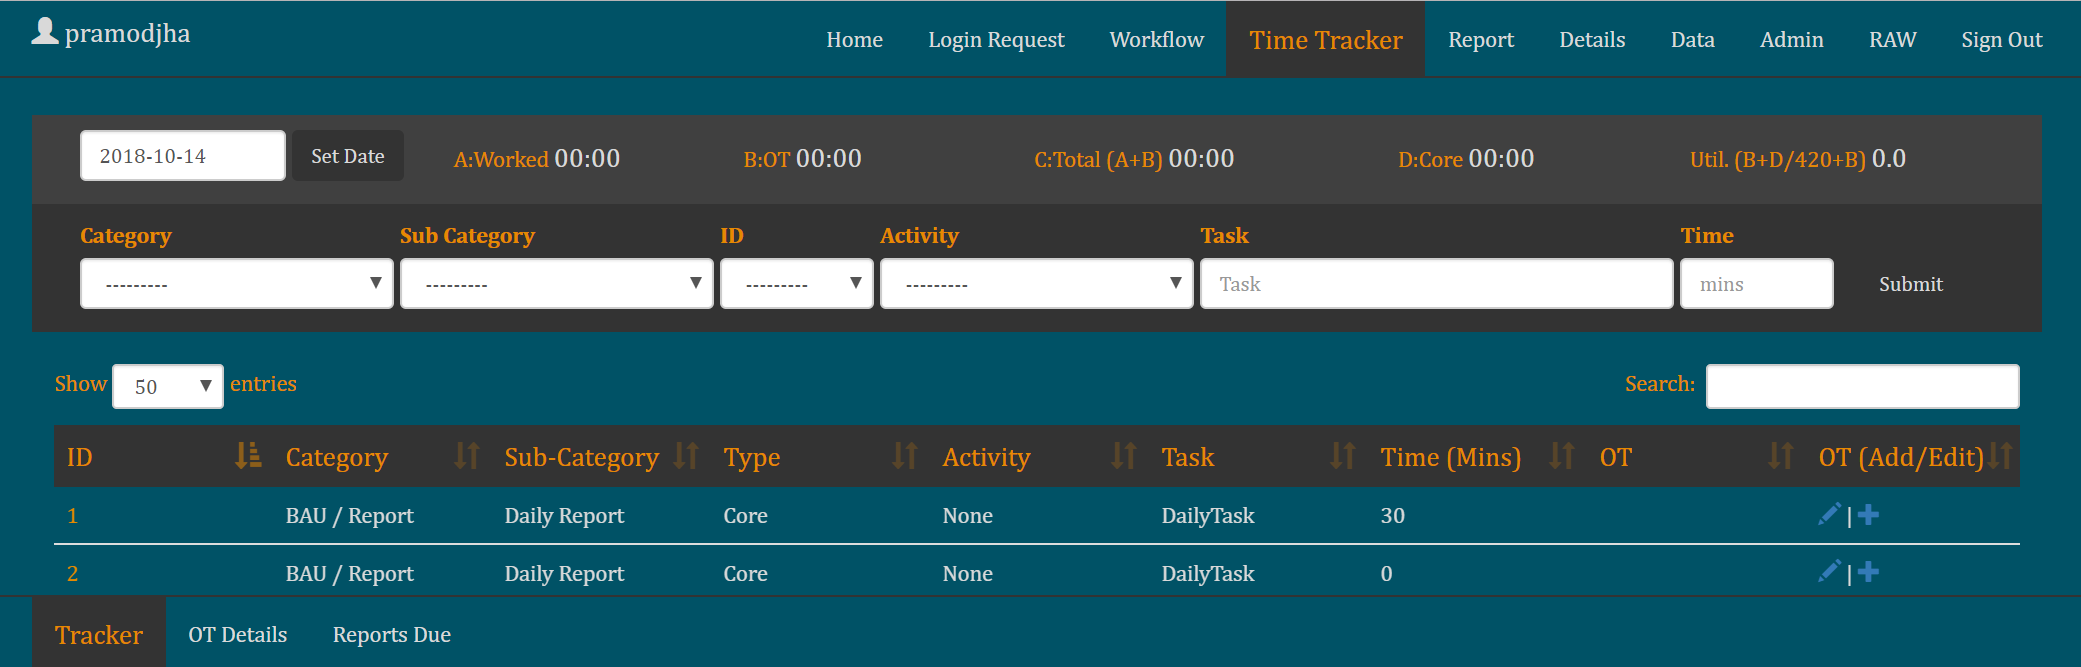 pramodjha
Home Login Request Workflow Time Tracker Report Details Data Admin RAW Sign Out
2018-10-14 Set Date A:Worked 00:00 B:OT 00:00 C:Total (A+B) 00:00 D:Core 00:00 Util. (B+D/420+B) 0.0
Category Sub Category ID Activity Task Time
--------- --------- --------- --------- Task mins Submit
Show 50 entries Search:
ID Category Sub-Category Type Activity Task Time (Mins) OT OT (Add/Edit)
1 BAU / Report Daily Report Core None DailyTask 30 |
2 BAU / Report Daily Report Core None DailyTask 0 |
Tracker OT Details Reports Due